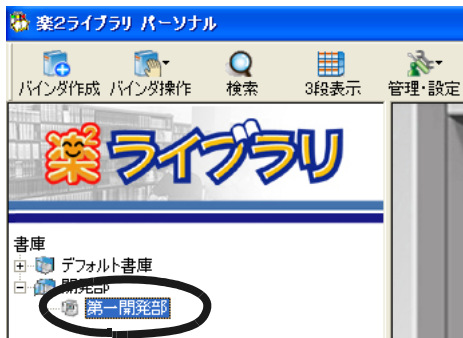 楽2ライブラリ パーソナル
バインダ作成 バインダ操作 検索 3段表示 管理・設定
楽2ライブラリ
書庫
デフォルト書庫
開発部
第一開発部